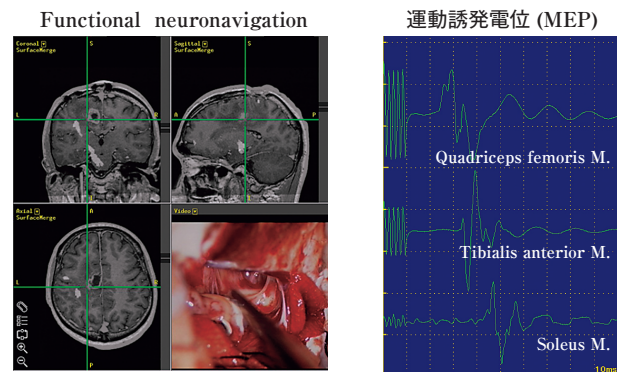 Functional neuronavigation
運動誘発電位 (MEP)
Coronal
SurfaceMerge
S
L
R
Sagittal
SurfaceMerge
S
A
P
Axial
SurfaceMerge
A
L
R
P
Video
Quadriceps femoris M.
Tibialis anterior M.
Soleus M.
10ms